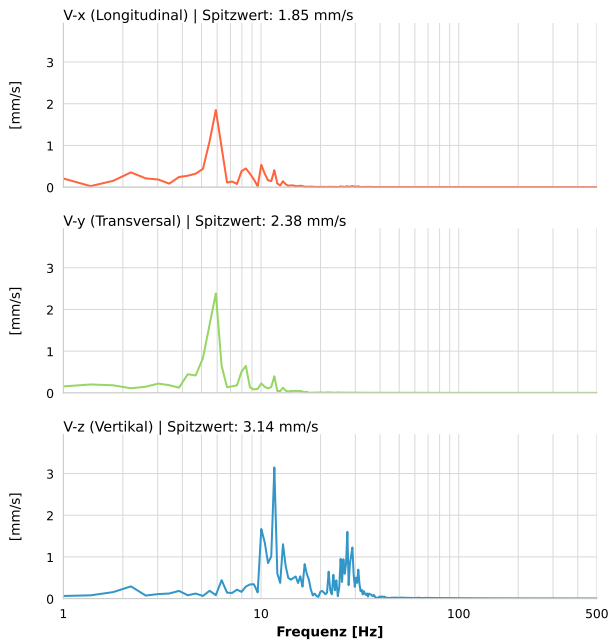 V-x (Longitudinal) | Spitzwert: 1.85 mm/s
3
2
1
0
[mm/s]
V-y (Transversal) | Spitzwert: 2.38 mm/s
3
2
1
0
[mm/s]
V-z (Vertikal) | Spitzwert: 3.14 mm/s
3
2
1
0
[mm/s]
1 10 100 500
Frequenz [Hz]